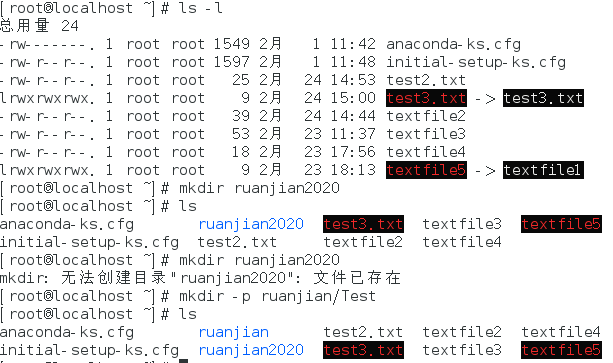 [root@localhost ~]# ls -l
总用量 24
-rw-------. 1 root root 1549 2月   1 11:42 anaconda-ks.cfg
-rw-r--r--. 1 root root 1597 2月   1 11:48 initial-setup-ks.cfg
-rw-r--r--. 1 root root   25 2月  24 14:53 test2.txt
lrwxrwxrwx. 1 root root    9 2月  24 15:00 test3.txt -> test3.txt
-rw-r--r--. 1 root root   39 2月  24 14:44 textfile2
-rw-r--r--. 1 root root   53 2月  23 11:37 textfile3
-rw-r--r--. 1 root root   18 2月  23 17:56 textfile4
lrwxrwxrwx. 1 root root    9 2月  23 18:13 textfile5 -> textfile1
[root@localhost ~]# mkdir ruanjian2020
[root@localhost ~]# ls
anaconda-ks.cfg       ruanjian2020  test3.txt  textfile3  textfile5
initial-setup-ks.cfg  test2.txt     textfile2  textfile4
[root@localhost ~]# mkdir ruanjian2020
mkdir: 无法创建目录"ruanjian2020": 文件已存在
[root@localhost ~]# mkdir -p ruanjian/Test
[root@localhost ~]# ls
anaconda-ks.cfg       ruanjian      test2.txt  textfile2  textfile4
initial-setup-ks.cfg  ruanjian2020  test3.txt  textfile3  textfile5
[root@localhost ~]#